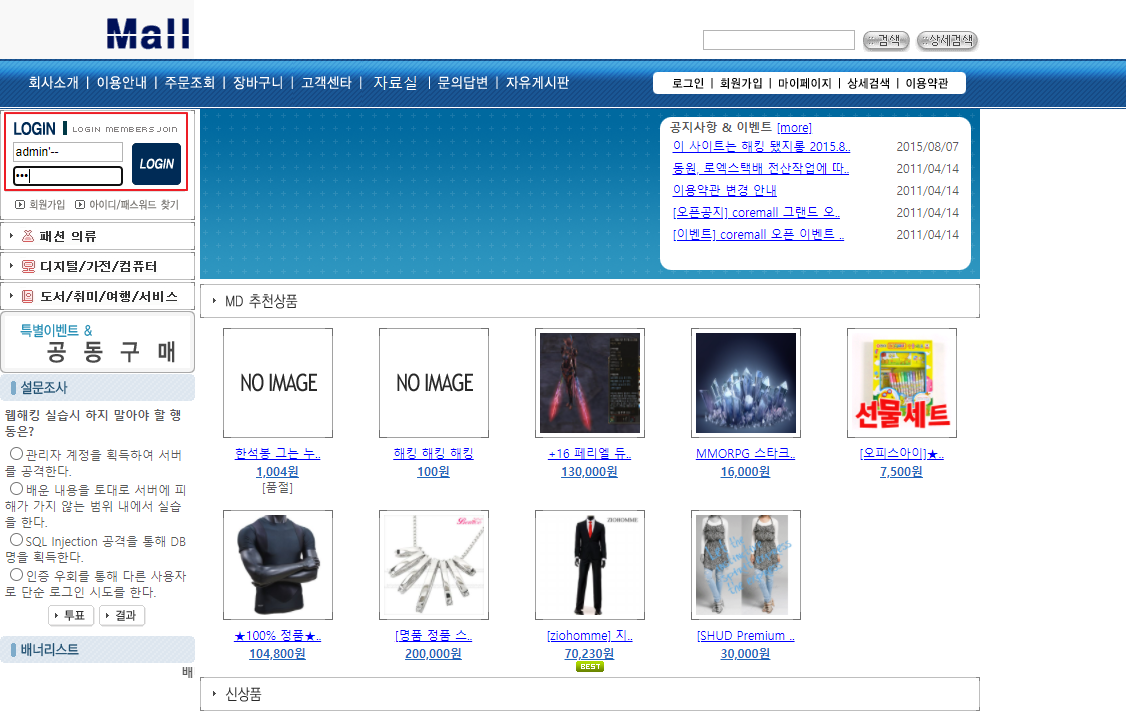 Mall
검색 상세검색
회사소개 | 이용안내 | 주문조회 | 장바구니 | 고객센타 | 자료실 | 문의답변 | 자유게시판
로그인 | 회원가입 | 마이페이지 | 상세검색 | 이용약관
LOGIN LOGIN MEMBERS JOIN
admin'--
•••
LOGIN
회원가입 아이디/패스워드 찾기
패션 의류
디지털/가전/컴퓨터
도서/취미/여행/서비스
특별이벤트 &
공 동 구 매
설문조사
웹해킹 실습시 하지 말아야 할 행
동은?
관리자 계정을 획득하여 서버
를 공격한다.
배운 내용을 토대로 서버에 피
해가 가지 않는 범위 내에서 실습
을 한다.
SQL Injection 공격을 통해 DB
명을 획득한다.
인증 우회를 통해 다른 사용자
로 단순 로그인 시도를 한다.
투표 결과
배너리스트
배
공지사항 & 이벤트 [more]
이 사이트는 해킹 됐지롱 2015.8.. 2015/08/07
동원, 로엑스택배 전산작업에 따.. 2011/04/14
이용약관 변경 안내 2011/04/14
[오픈공지] coremall 그랜드 오.. 2011/04/14
[이벤트] coremall 오픈 이벤트 .. 2011/04/14
MD 추천상품
NO IMAGE
NO IMAGE
선물세트
한석봉 그는 누..
1,004원
[품절]
해킹 해킹 해킹
100원
+16 페리엘 듀..
130,000원
MMORPG 스타크..
16,000원
[오피스아이]★..
7,500원
ZIOHOMME
★100% 정품★..
104,800원
[명품 정품 스..
200,000원
[ziohomme] 지..
70,230원
BEST
[SHUD Premium ..
30,000원
신상품